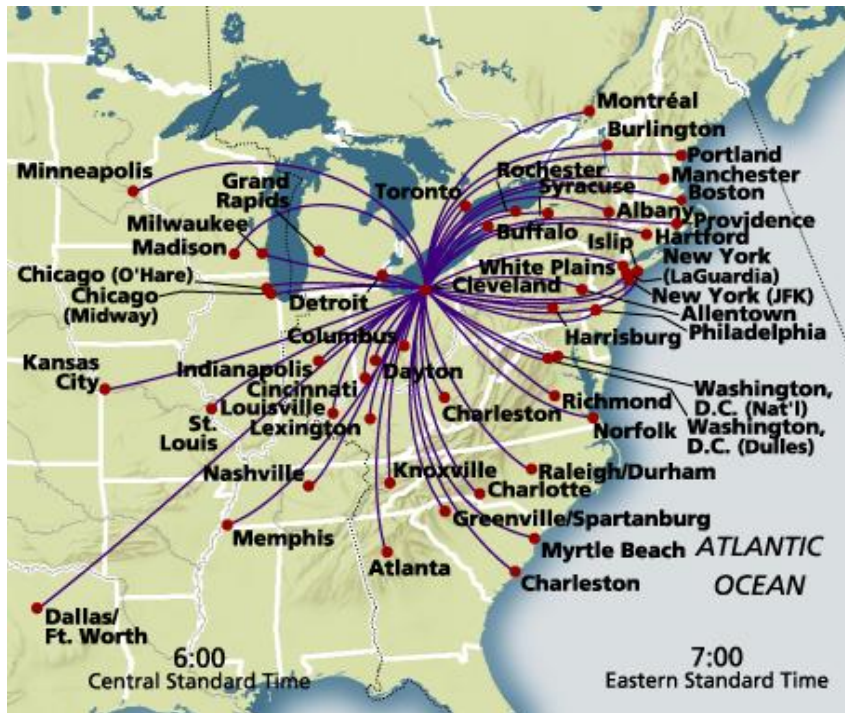 Montréal
Burlington
Portland
Minneapolis
Rochester
Manchester
Grand
Rapids
Toronto
Syracuse
Boston
Milwaukee
Albany
Providence
Madison
Buffalo
Islip
Hartford
Chicago (O'Hare)
White Plains
New York
(LaGuardia)
Chicago
(Midway)
Detroit
Cleveland
New York (JFK)
Allentown
Columbus
Harrisburg
Philadelphia
Kansas
City
Indianapolis
Dayton
Cincinnati
Washington,
D.C. (Nat'l)
St.
Louis
Louisville
Lexington
Charleston
Richmond
Norfolk
Washington,
D.C. (Dulles)
Nashville
Knoxville
Raleigh/Durham
Charlotte
Memphis
Greenville/Spartanburg
Atlanta
Myrtle Beach
ATLANTIC
OCEAN
Charleston
Dallas/
Ft. Worth
6:00
Central Standard Time
7:00
Eastern Standard Time